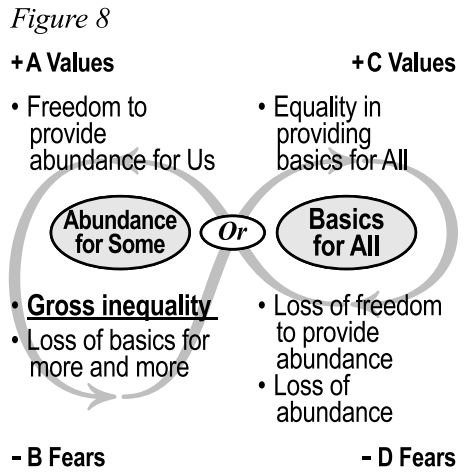 Figure 8
+A Values
• Freedom to
provide
abundance for Us
+C Values
• Equality in
providing
basics for All
Abundance
for Some
Or
Basics
for All
• Gross inequality
• Loss of basics for
more and more
• Loss of freedom
to provide
abundance
• Loss of
abundance
- B Fears
- D Fears